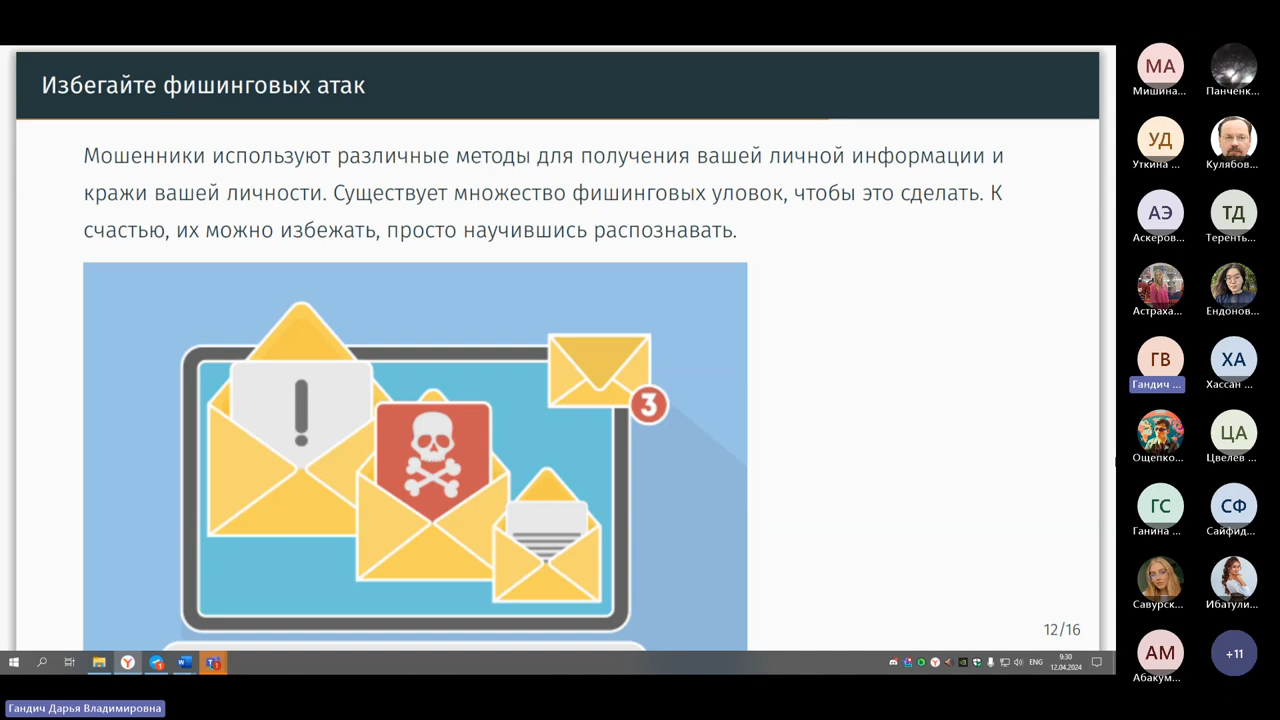 Избегайте фишинговых атак
Мошенники используют различные методы для получения вашей личной информации и
кражи вашей личности. Существует множество фишинговых уловок, чтобы это сделать. К
счастью, их можно избежать, просто научившись распознавать.
!
3
12/16
ENG
9:30
12.04.2024
МА
Мишина...
Панченк...
УД
Уткина ...
Кулябов...
АЭ
Аскеров...
ТД
Теренть...
Астраха...
Ендонов...
ГВ
Гандич ...
ХА
Хассан ...
Ощепко...
ЦА
Цвелев ...
ГС
Ганина ...
СФ
Сайфид...
Савурск...
Ибатули...
АМ
Абакум...
+11
Гандич Дарья Владимировна